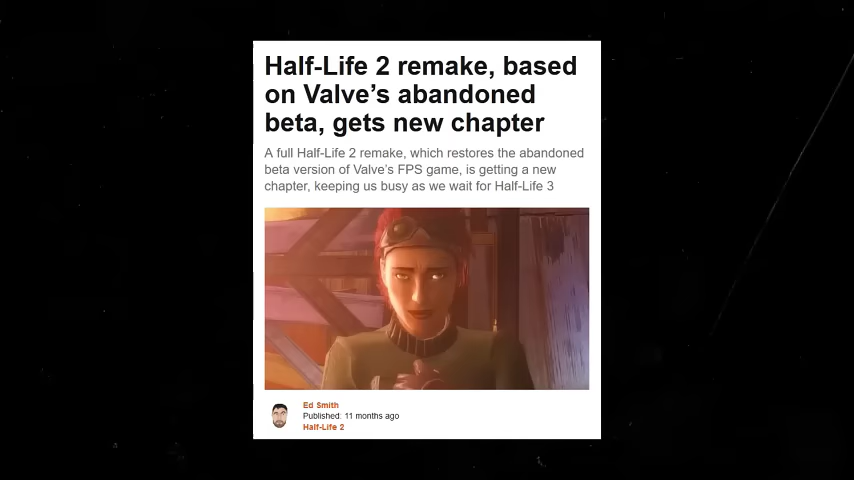 Half-Life 2 remake, based
on Valve’s abandoned
beta, gets new chapter
A full Half-Life 2 remake, which restores the abandoned
beta version of Valve’s FPS game, is getting a new
chapter, keeping us busy as we wait for Half-Life 3
Ed Smith
Published: 11 months ago
Half-Life 2